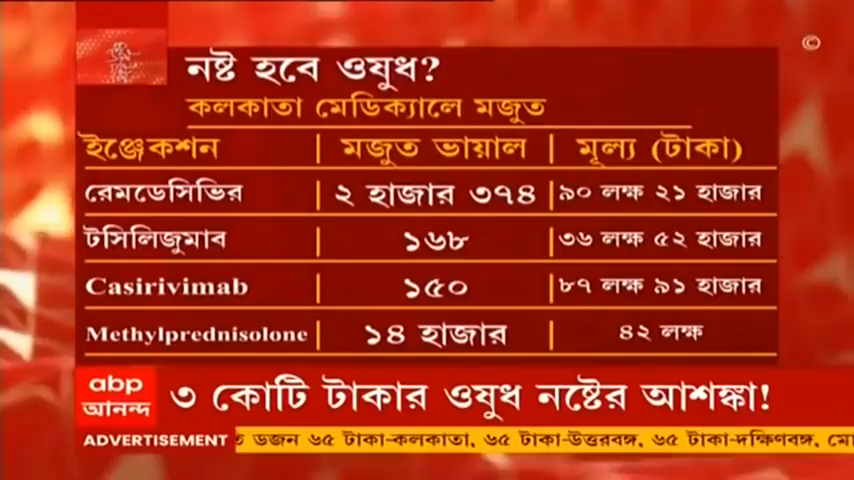 ©
নষ্ট হবে ওষুধ?
কলকাতা মেডিক্যালে মজুত
ইঞ্জেকশন মজুত ভায়াল মূল্য (টাকা)
রেমডেসিভির ২ হাজার ৩৭৪ ৯০ লক্ষ ২১ হাজার
টসিলিজুমাব ১৬৮ ৩৬ লক্ষ ৫২ হাজার
Casirivimab ১৫০ ৮৭ লক্ষ ৯১ হাজার
Methylprednisolone ১৪ হাজার ৪২ লক্ষ
abp
আনন্দ
৩ কোটি টাকার ওষুধ নষ্টের আশঙ্কা!
ADVERTISEMENT ডজন ৬৫ টাকা-কলকাতা, ৬৫ টাকা-উত্তরবঙ্গ, ৬৫ টাকা-দক্ষিণবঙ্গ,